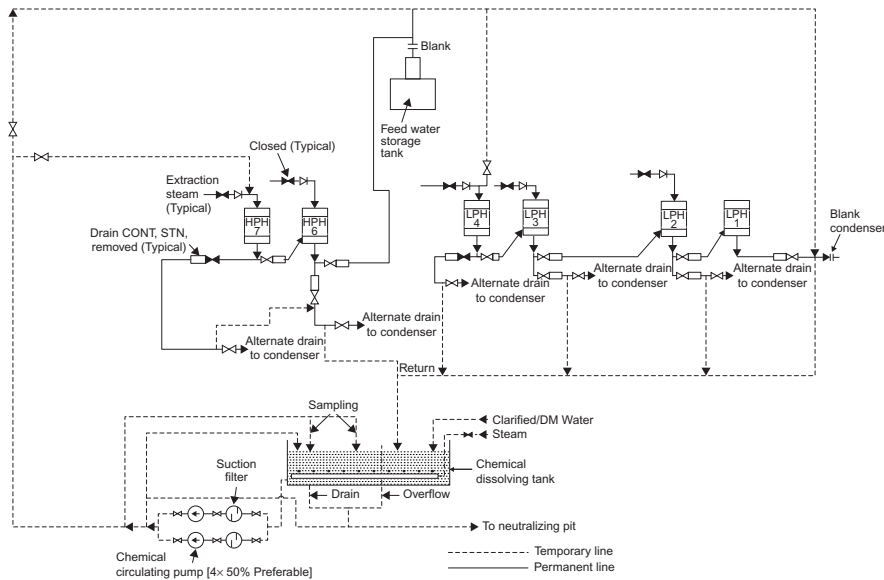 Blank
Feed water
storage
tank
Closed (Typical)
Extraction
steam
(Typical)
HPH
7
HPH
6
LPH
4
LPH
3
LPH
2
LPH
1
Drain CONT, STN,
removed (Typical)
Blank
condenser
Alternate drain
to condenser
Alternate drain
to condenser
Alternate drain
to condenser
Alternate drain
to condenser
Alternate drain
to condenser
Return
Sampling
Clarified/DM Water
Steam
Chemical
dissolving tank
Suction
filter
Drain
Overflow
To neutralizing pit
Chemical
circulating pump [4× 50% Preferable]
Temporary line
Permanent line